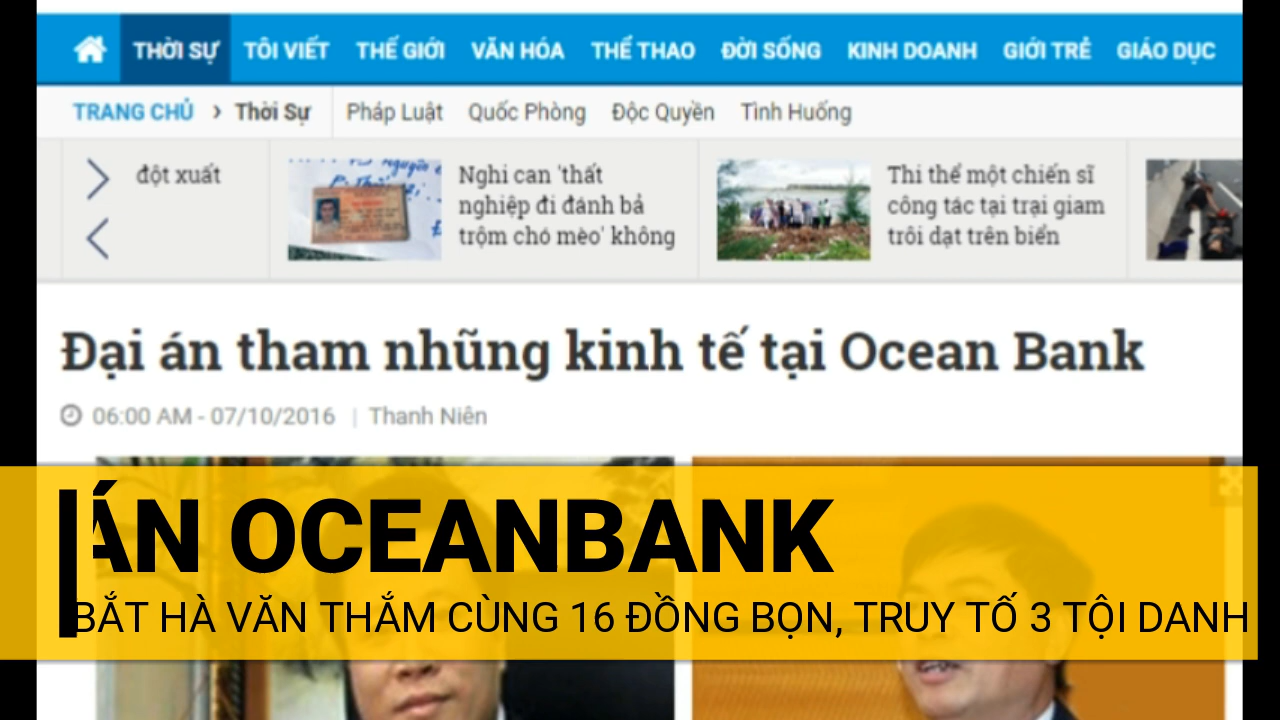 THỜI SỰ TÔI VIẾT THẾ GIỚI VĂN HÓA THỂ THAO ĐỜI SỐNG KINH DOANH GIỚI TRẺ GIÁO DỤC
TRANG CHỦ › Thời Sự Pháp Luật Quốc Phòng Độc Quyền Tình Huống
đột xuất
Nghi can 'thất
nghiệp đi đánh bả
trộm chó mèo' không
Thi thể một chiến sĩ
công tác tại trại giam
trôi dạt trên biển
Đại án tham nhũng kinh tế tại Ocean Bank
06:00 AM - 07/10/2016 | Thanh Niên
ÁN OCEANBANK
BẮT HÀ VĂN THẮM CÙNG 16 ĐỒNG BỌN, TRUY TỐ 3 TỘI DANH